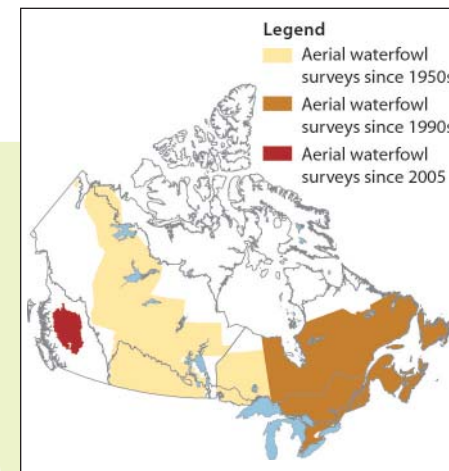 Legend
Aerial waterfowl
surveys since 1950s
Aerial waterfowl
surveys since 1990s
Aerial waterfowl
surveys since 2005